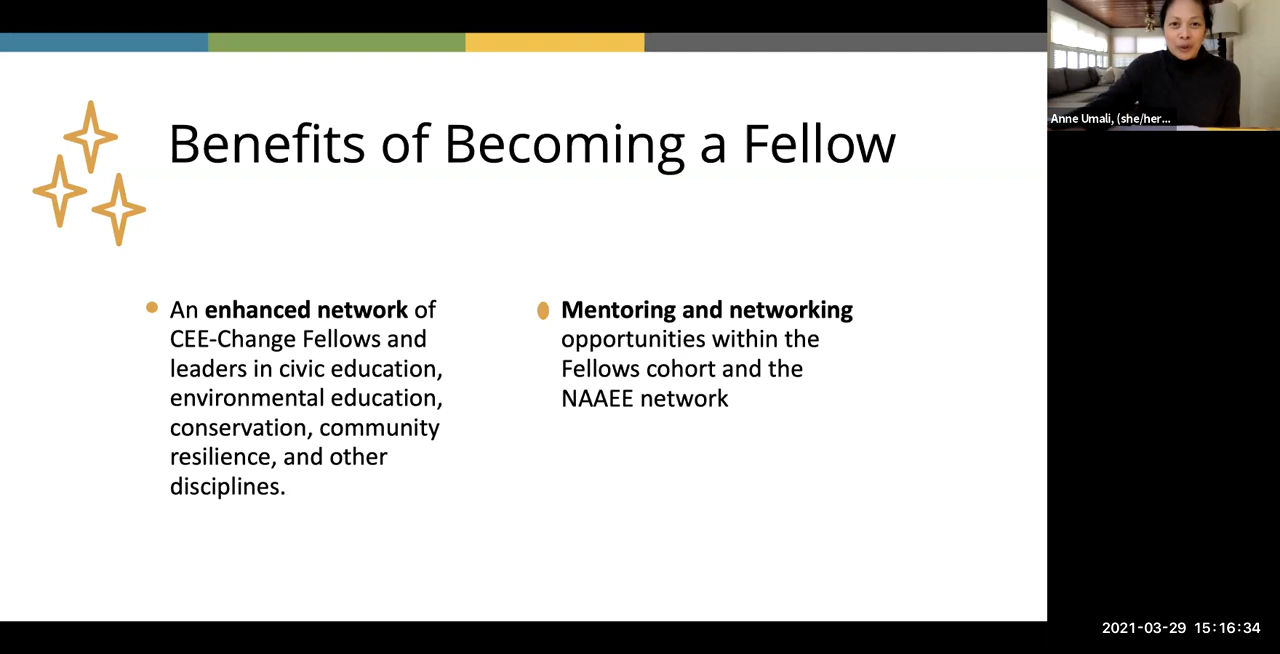 Benefits of Becoming a Fellow
An enhanced network of
CEE-Change Fellows and
leaders in civic education,
environmental education,
conservation, community
resilience, and other
disciplines.
Mentoring and networking
opportunities within the
Fellows cohort and the
NAAEE network
Anne Umali, (she/her...
2021-03-29 15:16:34